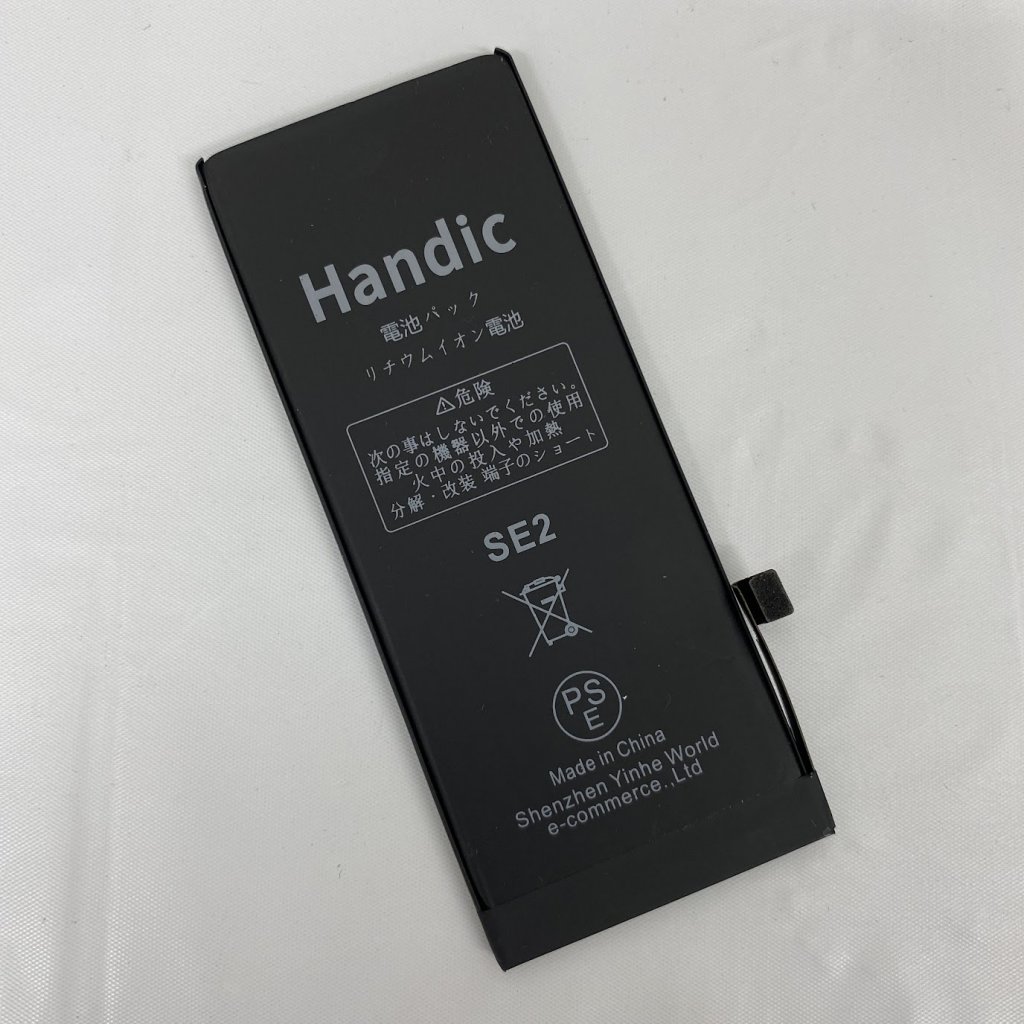 Handic
電池パック
リチウムイオン電池
⚠危険
次の事はしないでください。
指定の機器以外での使用
火中の投入や加熱
分解・改装 端子のショート
SE2
PS
E
Made in China
Shenzhen Yinhe World
e-commerce.,Ltd